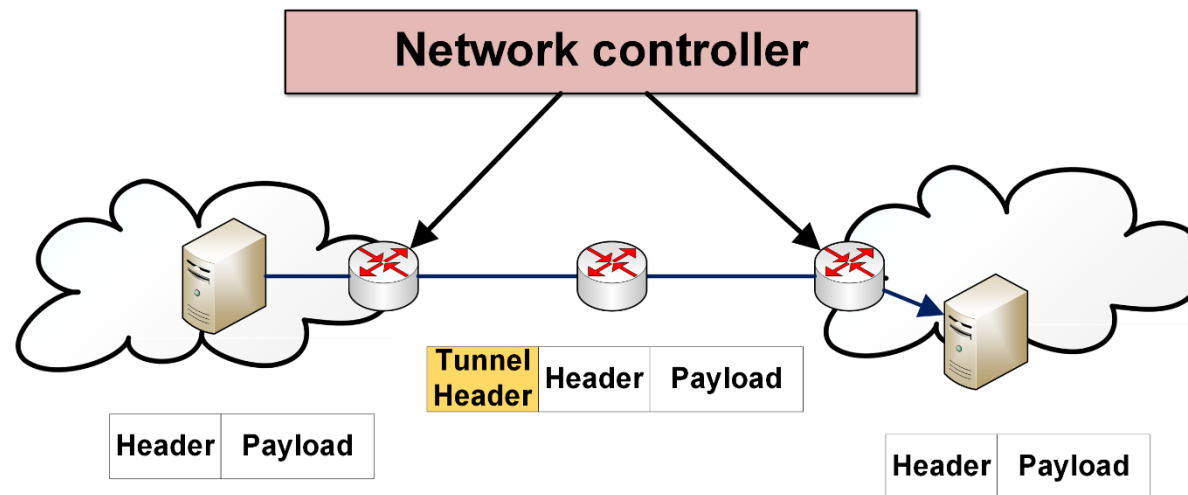 Network controller
Tunnel
Header
Header
Payload
Header
Payload
Header
Payload